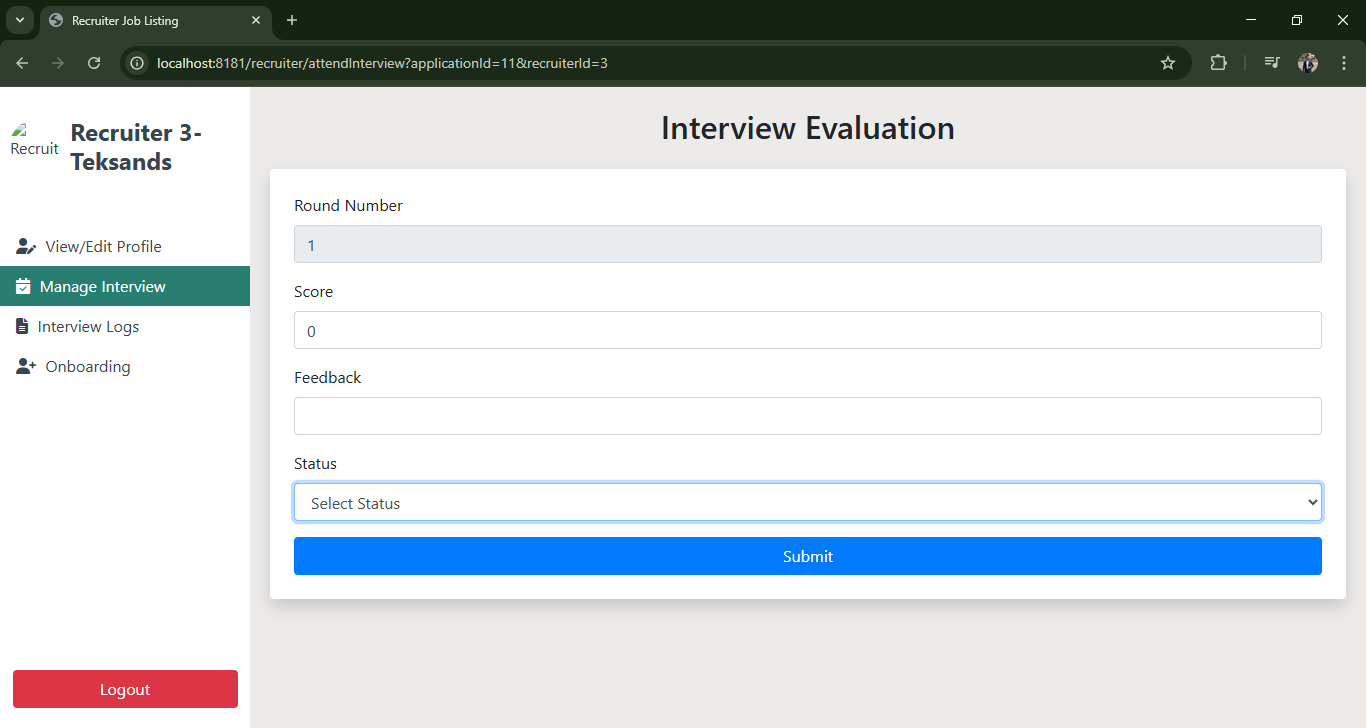 Recruiter Job Listing
localhost:8181/recruiter/attendInterview?applicationId=11&recruiterId=3
Recruit
Recruiter 3-
Teksands
View/Edit Profile
Manage Interview
Interview Logs
Onboarding
Logout
Interview Evaluation
Round Number
1
Score
0
Feedback
Status
Select Status
Submit